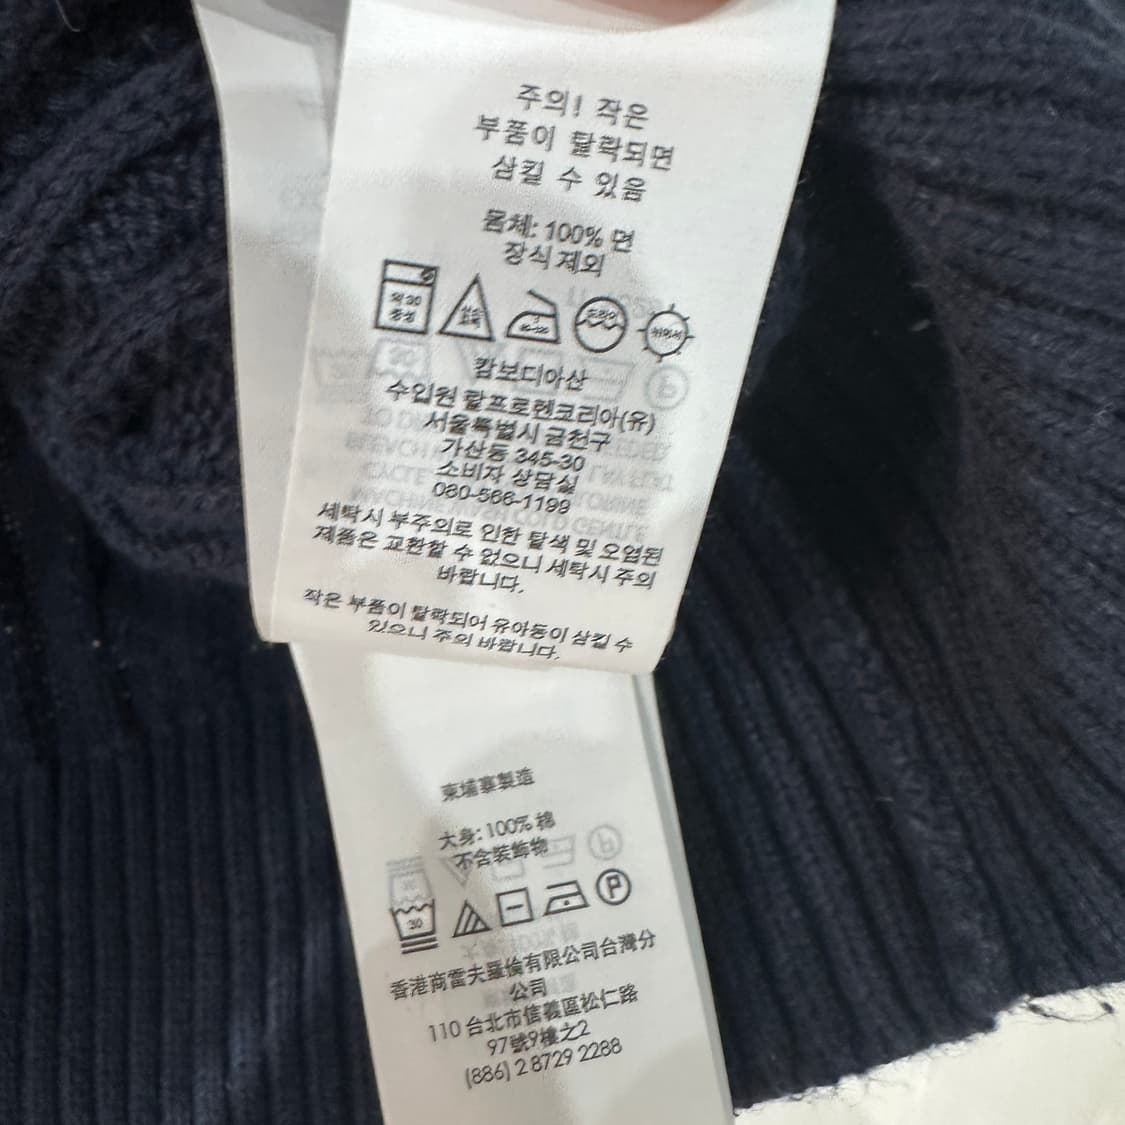 주의! 작은
부품이 탈락되면
삼킬 수 있음
몸체: 100% 면
장식 제외
약 30
중성
드라이
뉘어서
캄보디아산
수입원 랄프로렌코리아(유)
서울특별시 금천구
가산동 345-30
소비자 상담실
080-566-1199
세탁시 부주의로 인한 탈색 및 오염된
제품은 교환할 수 없으니 세탁시 주의
바랍니다.
작은 부품이 탈락되어 유아동이 삼킬 수
있으니 주의 바랍니다.
柬埔寨製造
大身: 100% 棉
不含裝飾物
30
P
香港商雷夫羅倫有限公司台灣分
公司
110 台北市信義區松仁路
97號9樓之2
(886) 2 8729 2288